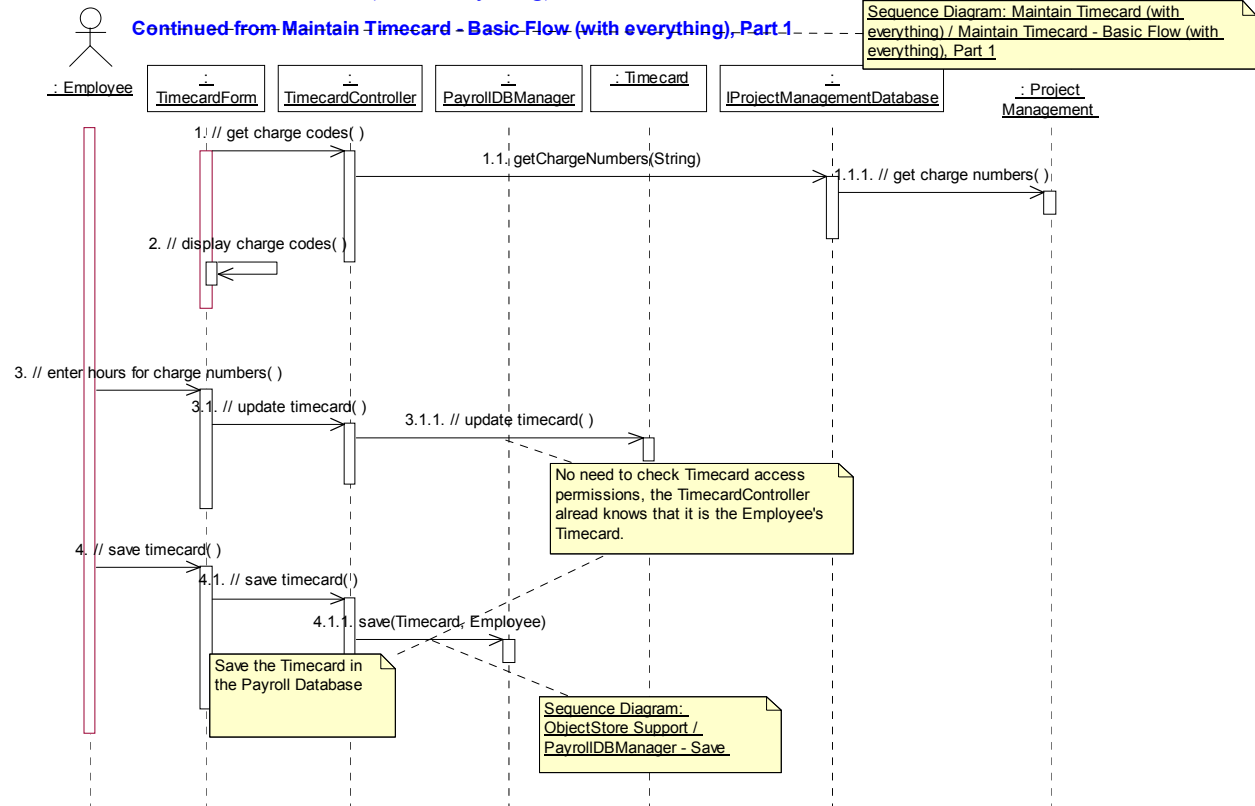 Continued from Maintain Timecard - Basic Flow (with everything), Part 1
Sequence Diagram: Maintain Timecard (with
everything) / Maintain Timecard - Basic Flow (with
everything), Part 1
: Employee
:
TimecardForm
:
TimecardController
:
PayrollDBManager
: Timecard
:
IProjectManagementDatabase
: Project
Management
1. // get charge codes( )
1.1. getChargeNumbers(String)
1.1.1. // get charge numbers( )
2. // display charge codes( )
3. // enter hours for charge numbers( )
3.1. // update timecard( )
3.1.1. // update timecard( )
No need to check Timecard access
permissions, the TimecardController
alread knows that it is the Employee's
Timecard.
4. // save timecard( )
4.1. // save timecard( )
4.1.1. save(Timecard, Employee)
Save the Timecard in
the Payroll Database
Sequence Diagram:
ObjectStore Support /
PayrollDBManager - Save